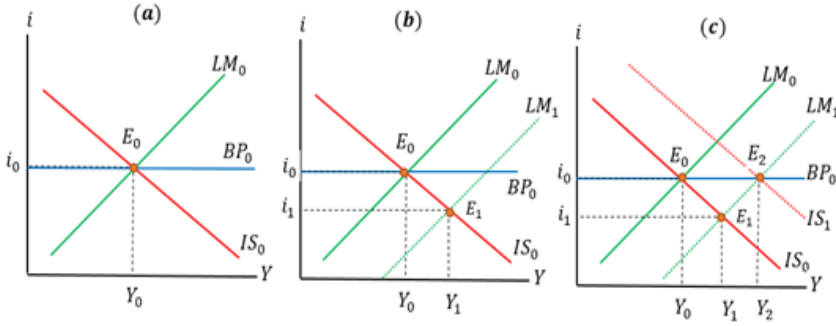 (a)
i
LM₀
E₀
i₀
BP₀
IS₀
Y
Y₀
(b)
i
LM₀
LM₁
E₀
i₀
BP₀
i₁
E₁
IS₀
Y
Y₀ Y₁
(c)
i
LM₀
LM₁
E₀ E₂
i₀
BP₀
i₁
E₁
IS₁
IS₀
Y
Y₀ Y₁ Y₂